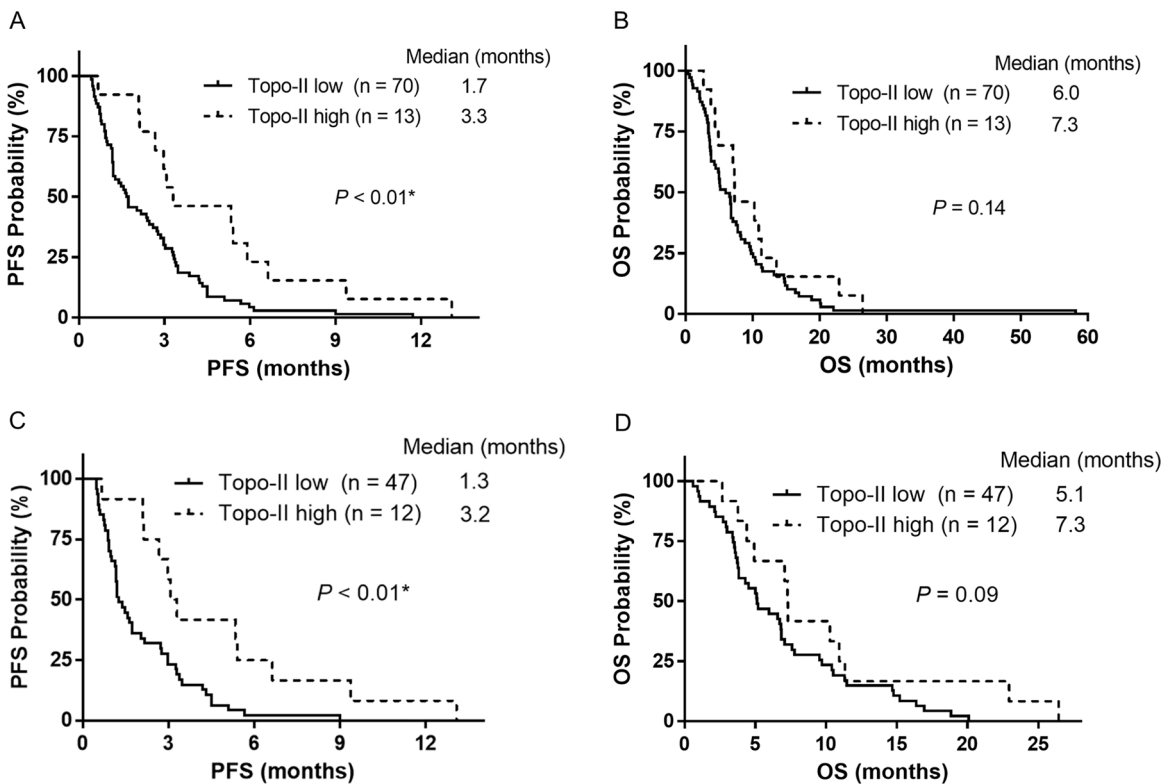 A
Median (months)
Topo-II low (n = 70) 1.7
Topo-II high (n = 13) 3.3
P < 0.01*
PFS Probability (%)
100
75
50
25
0
0 3 6 9 12
PFS (months)
B
Median (months)
Topo-II low (n = 70) 6.0
Topo-II high (n = 13) 7.3
P = 0.14
OS Probability (%)
100
75
50
25
0
0 10 20 30 40 50 60
OS (months)
C
Median (months)
Topo-II low (n = 47) 1.3
Topo-II high (n = 12) 3.2
P < 0.01*
PFS Probability (%)
100
75
50
25
0
0 3 6 9 12
PFS (months)
D
Median (months)
Topo-II low (n = 47) 5.1
Topo-II high (n = 12) 7.3
P = 0.09
OS Probability (%)
100
75
50
25
0
0 5 10 15 20 25
OS (months)